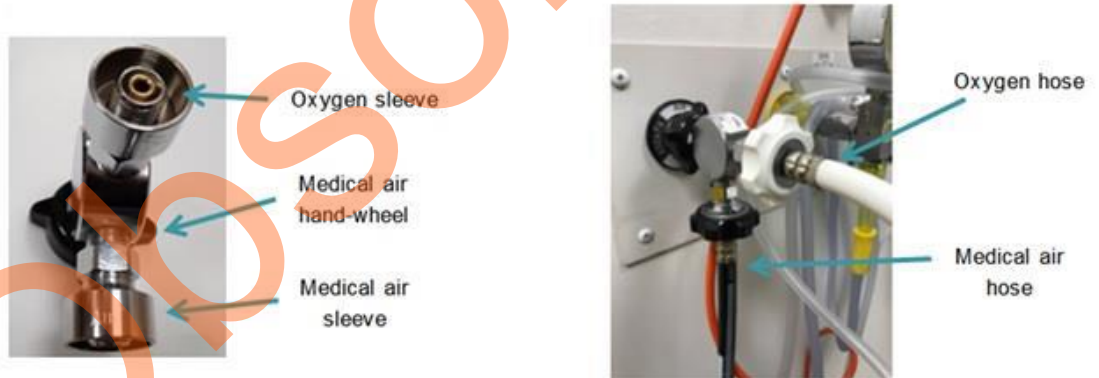 Oxygen sleeve
Medical air
hand-wheel
Medical air
sleeve
Oxygen hose
Medical air
hose